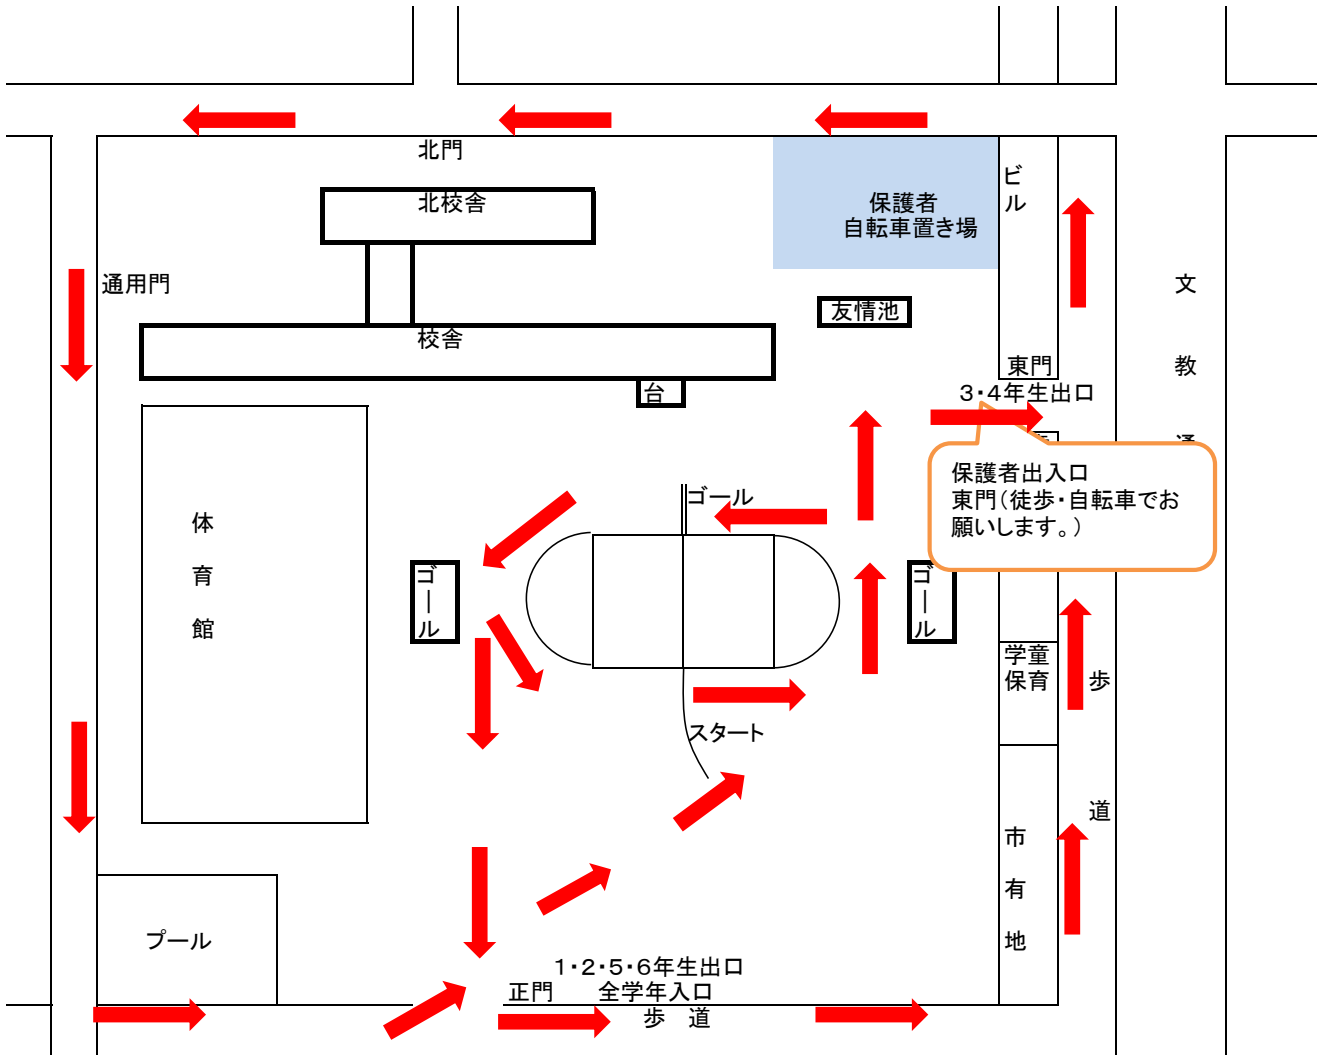 北門
北校舎
保護者
自転車置き場
ビル
通用門
友情池
文教
校舎
東門
台
3・4年生出口
保護者出入口
東門(徒歩・自転車でお
願いします。)
ゴール
体育館
ゴール
ゴール
学童
保育
歩道
スタート
市有地
プール
1・2・5・6年生出口
正門
全学年入口
歩 道